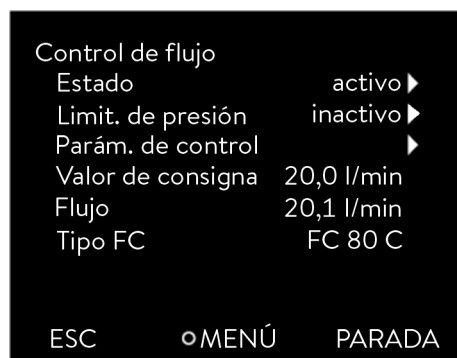 Control de flujo
Estado activo
Limit. de presión inactivo
Parám. de control
Valor de consigna 20,0 l/min
Flujo 20,1 l/min
Tipo FC FC 80 C
ESC MENÚ PARADA